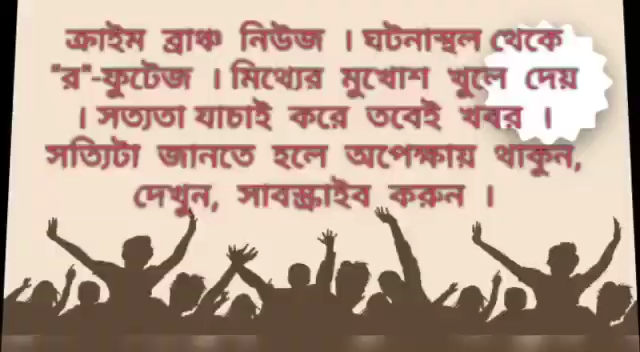 ক্রাইম ব্রাঞ্চ নিউজ । ঘটনাস্থল থেকে
"র"-ফুটেজ । মিথ্যের মুখোশ খুলে দেয়
। সত্যতা যাচাই করে তবেই খবর ।
সত্যিটা জানতে হলে অপেক্ষায় থাকুন,
দেখুন, সাবস্ক্রাইব করুন ।